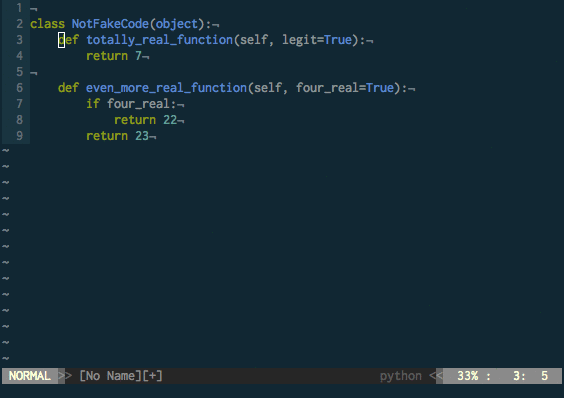 1 ¬
2 class NotFakeCode(object):¬
3     def totally_real_function(self, legit=True):¬
4         return 7¬
5 ¬
6     def even_more_real_function(self, four_real=True):¬
7         if four_real:¬
8             return 22¬
9         return 23¬
~
~
~
~
~
~
~
~
~
~
~
~
~
~
NORMAL >> [No Name][+] python << 33% : 3: 5